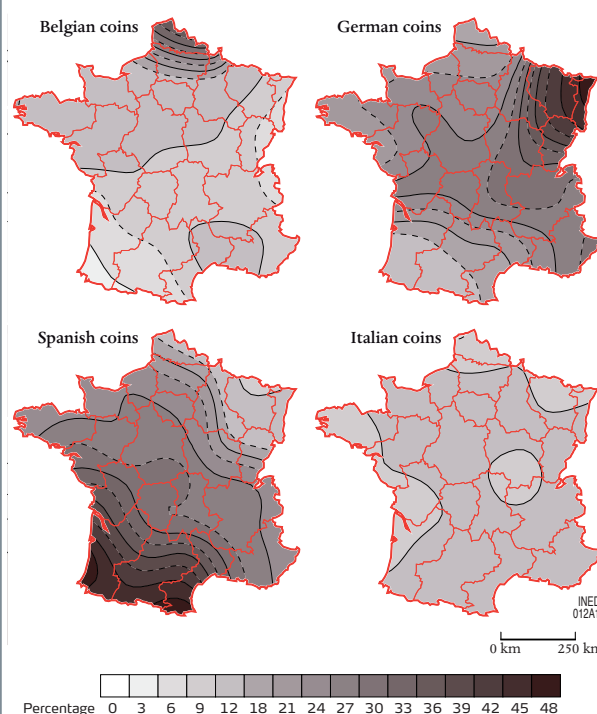 Belgian coins
German coins
Spanish coins
Italian coins
INED
012A1
0 km 250 km
Percentage 0 3 6 9 12 18 21 24 27 30 33 36 39 42 45 48